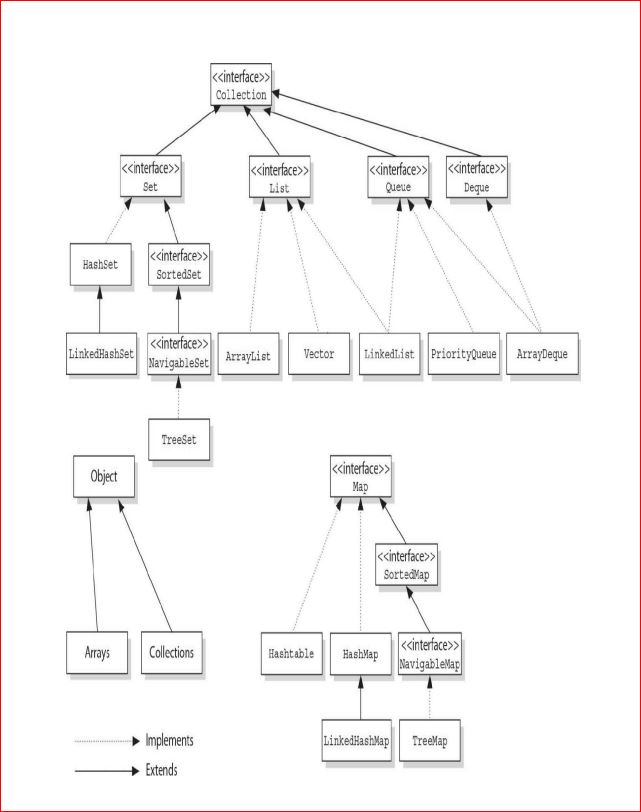 <<interface>>
Collection
<<interface>>
Set
<<interface>>
List
<<interface>>
Queue
<<interface>>
Deque
HashSet
<<interface>>
SortedSet
LinkedHashSet
<<interface>>
NavigableSet
ArrayList
Vector
LinkedList
PriorityQueue
ArrayDeque
TreeSet
Object
<<interface>>
Map
<<interface>>
SortedMap
Arrays
Collections
Hashtable
HashMap
<<interface>>
NavigableMap
LinkedHashMap
TreeMap
Implements
Extends